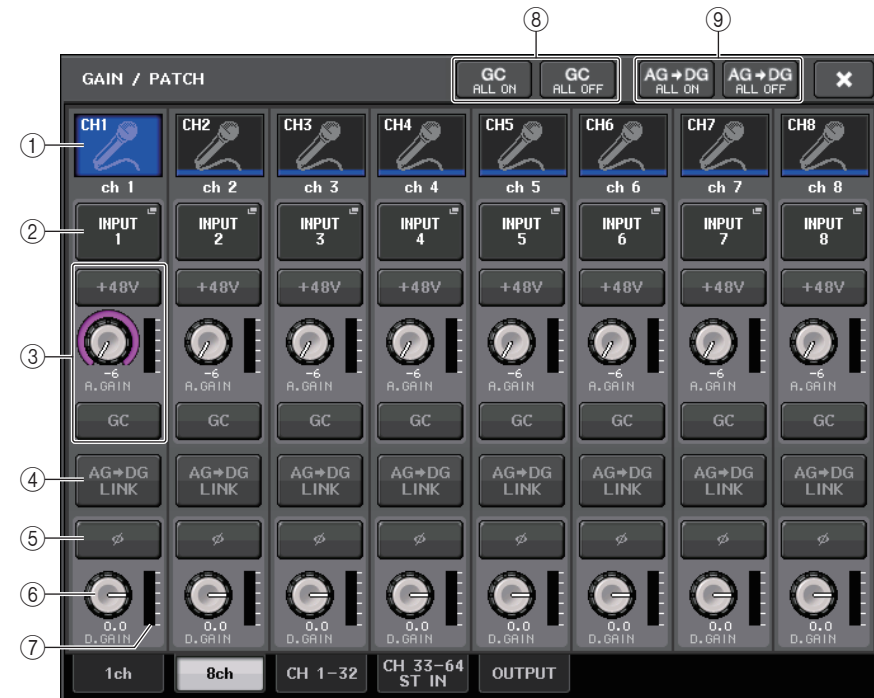 ⑧ ⑨
GAIN / PATCH
GC ALL ON
GC ALL OFF
AG→DG ALL ON
AG→DG ALL OFF
×
① CH1 CH2 CH3 CH4 CH5 CH6 CH7 CH8
ch 1 ch 2 ch 3 ch 4 ch 5 ch 6 ch 7 ch 8
② INPUT INPUT INPUT INPUT INPUT INPUT INPUT INPUT
1 2 3 4 5 6 7 8
+48V +48V +48V +48V +48V +48V +48V +48V
③
-6 -6 -6 -6 -6 -6 -6 -6
A.GAIN A.GAIN A.GAIN A.GAIN A.GAIN A.GAIN A.GAIN A.GAIN
GC GC GC GC GC GC GC GC
④ AG→DG AG→DG AG→DG AG→DG AG→DG AG→DG AG→DG AG→DG
LINK LINK LINK LINK LINK LINK LINK LINK
⑤ ø ø ø ø ø ø ø ø
⑥
0.0 0.0 0.0 0.0 0.0 0.0 0.0 0.0
⑦ D.GAIN D.GAIN D.GAIN D.GAIN D.GAIN D.GAIN D.GAIN D.GAIN
1ch 8ch CH 1-32 CH 33-64 ST IN OUTPUT